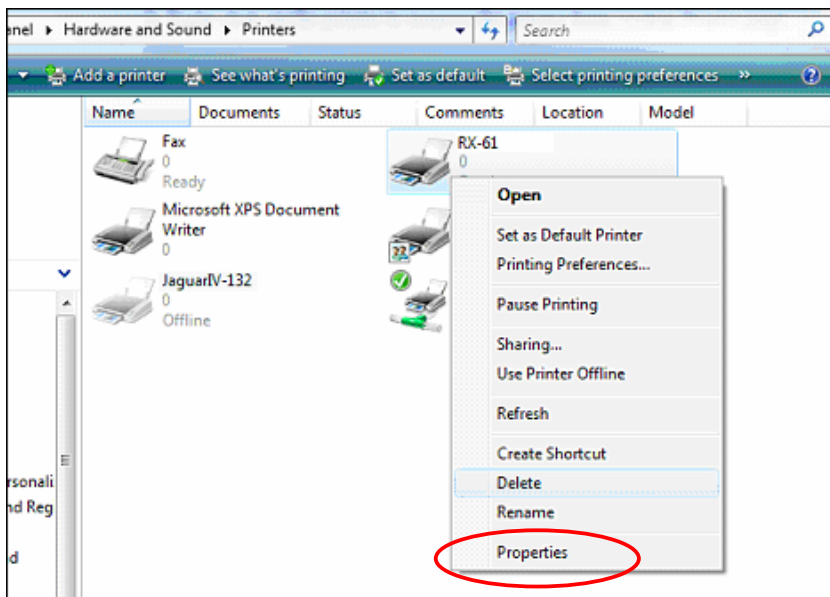 anel ▸ Hardware and Sound ▸ Printers
Search
Add a printer See what's printing Set as default Select printing preferences »
Name Documents Status Comments Location Model
Fax
0
Ready
Microsoft XPS Document
Writer
0
JaguarIV-132
0
Offline
RX-61
0
Open
Set as Default Printer
Printing Preferences...
Pause Printing
Sharing...
Use Printer Offline
Refresh
Create Shortcut
Delete
Rename
Properties
rsonali
nd Reg
d